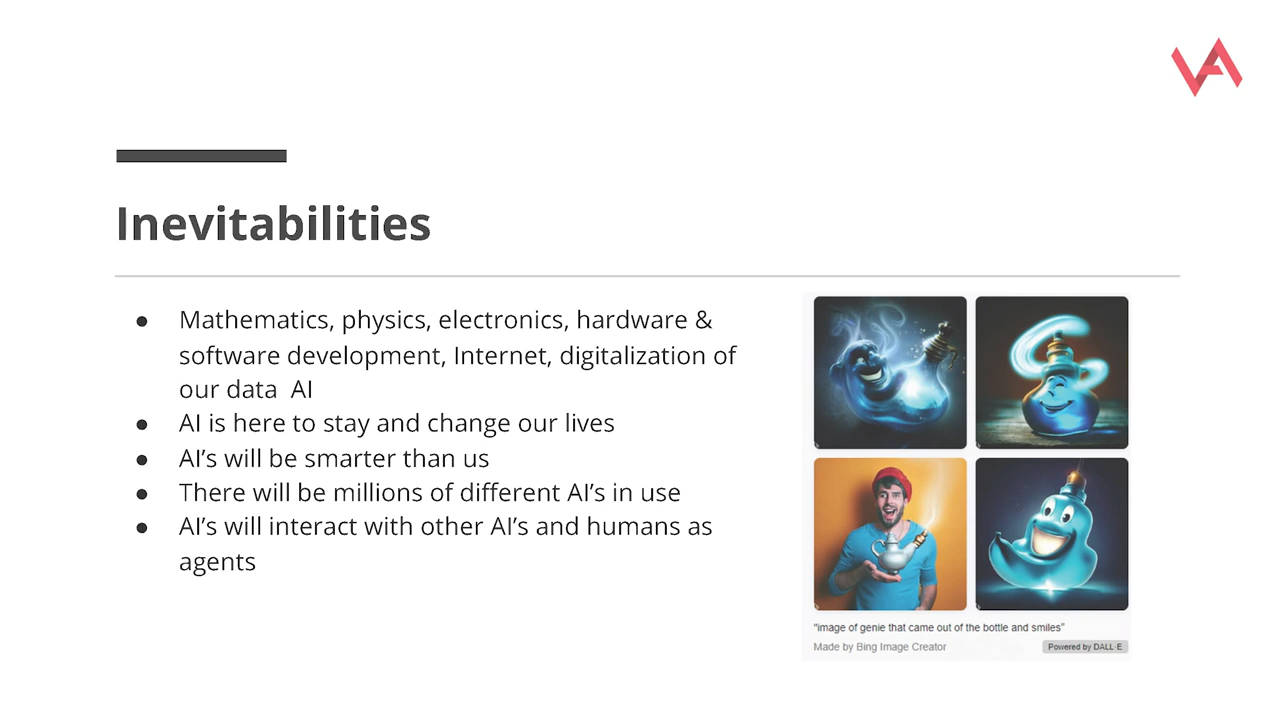 Inevitabilities
● Mathematics, physics, electronics, hardware &
software development, Internet, digitalization of
our data  AI
● AI is here to stay and change our lives
● AI’s will be smarter than us
● There will be millions of different AI’s in use
● AI’s will interact with other AI’s and humans as
agents
"image of genie that came out of the bottle and smiles"
Made by Bing Image Creator
Powered by DALL·E